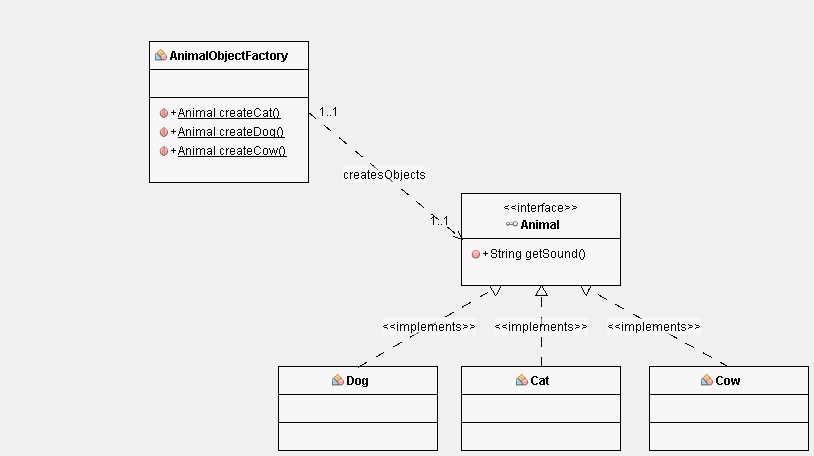 AnimalObjectFactory
+Animal createCat()
+Animal createDog()
+Animal createCow()
1..1
createsObjects
1..1
<<interface>>
Animal
+String getSound()
<<implements>>
<<implements>>
<<implements>>
Dog
Cat
Cow